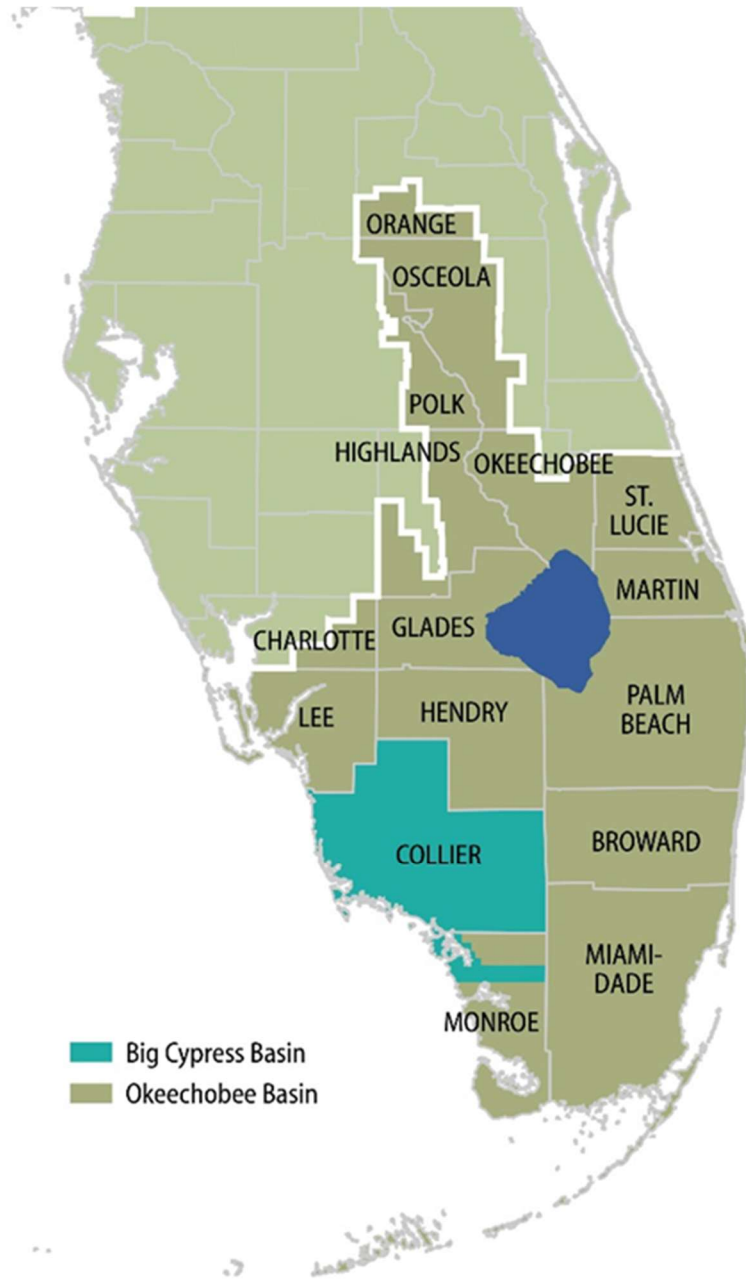 ORANGE
OSCEOLA
POLK
HIGHLANDS
OKEECHOBEE
ST.
LUCIE
MARTIN
CHARLOTTE
GLADES
LEE
HENDRY
PALM
BEACH
COLLIER
BROWARD
MIAMI-
DADE
MONROE
Big Cypress Basin
Okeechobee Basin